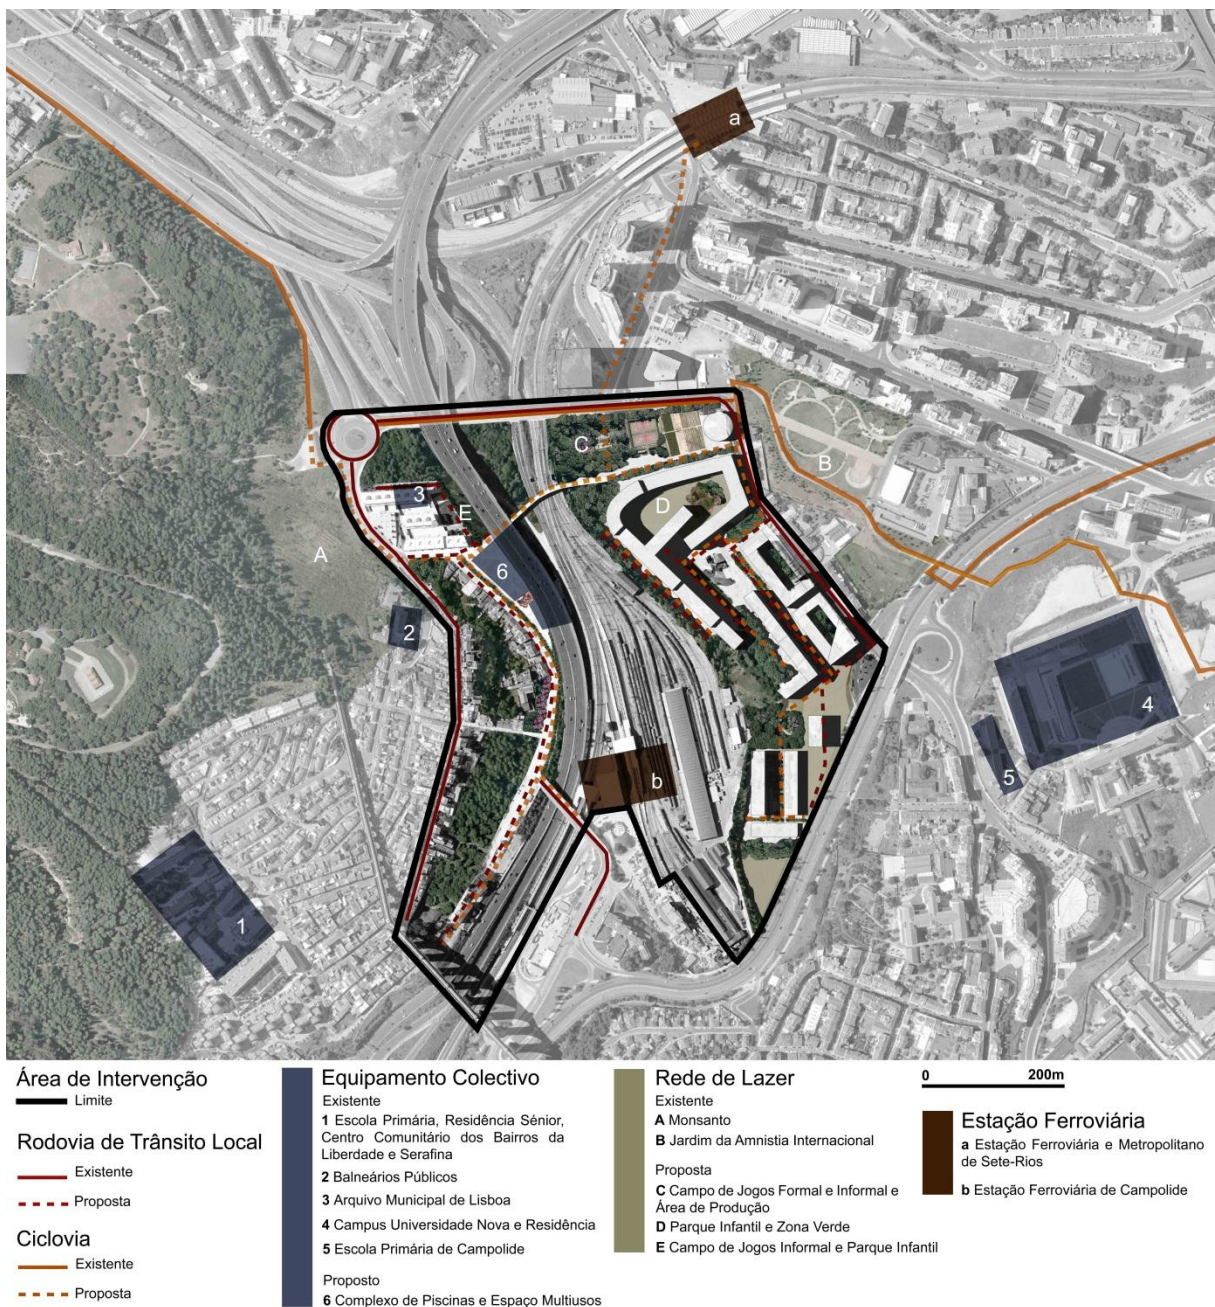 a
C
B
3
E
D
A
6
2
4
b
5
1
Área de Intervenção
Limite
Rodovia de Trânsito Local
Existente
Proposta
Ciclovia
Existente
Proposta
Equipamento Colectivo
Existente
1 Escola Primária, Residência Sénior,
Centro Comunitário dos Bairros da
Liberdade e Serafina
2 Balneários Públicos
3 Arquivo Municipal de Lisboa
4 Campus Universidade Nova e Residência
5 Escola Primária de Campolide
Proposto
6 Complexo de Piscinas e Espaço Multiusos
Rede de Lazer
Existente
A Monsanto
B Jardim da Amnistia Internacional
Proposta
C Campo de Jogos Formal e Informal e
Área de Produção
D Parque Infantil e Zona Verde
E Campo de Jogos Informal e Parque Infantil
0 200m
Estação Ferroviária
a Estação Ferroviária e Metropolitano
de Sete-Rios
b Estação Ferroviária de Campolide